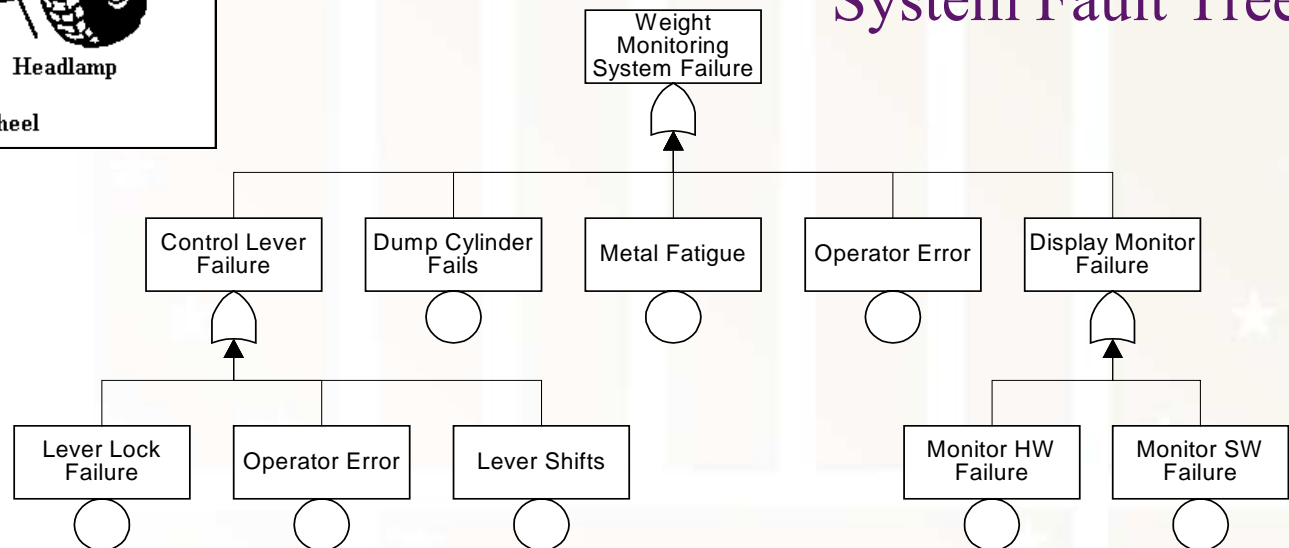 System Fault Tree
Headlamp
Weight
Monitoring
System Failure
Control Lever
Failure
Dump Cylinder
Fails
Metal Fatigue
Operator Error
Display Monitor
Failure
Lever Lock
Failure
Operator Error
Lever Shifts
Monitor HW
Failure
Monitor SW
Failure